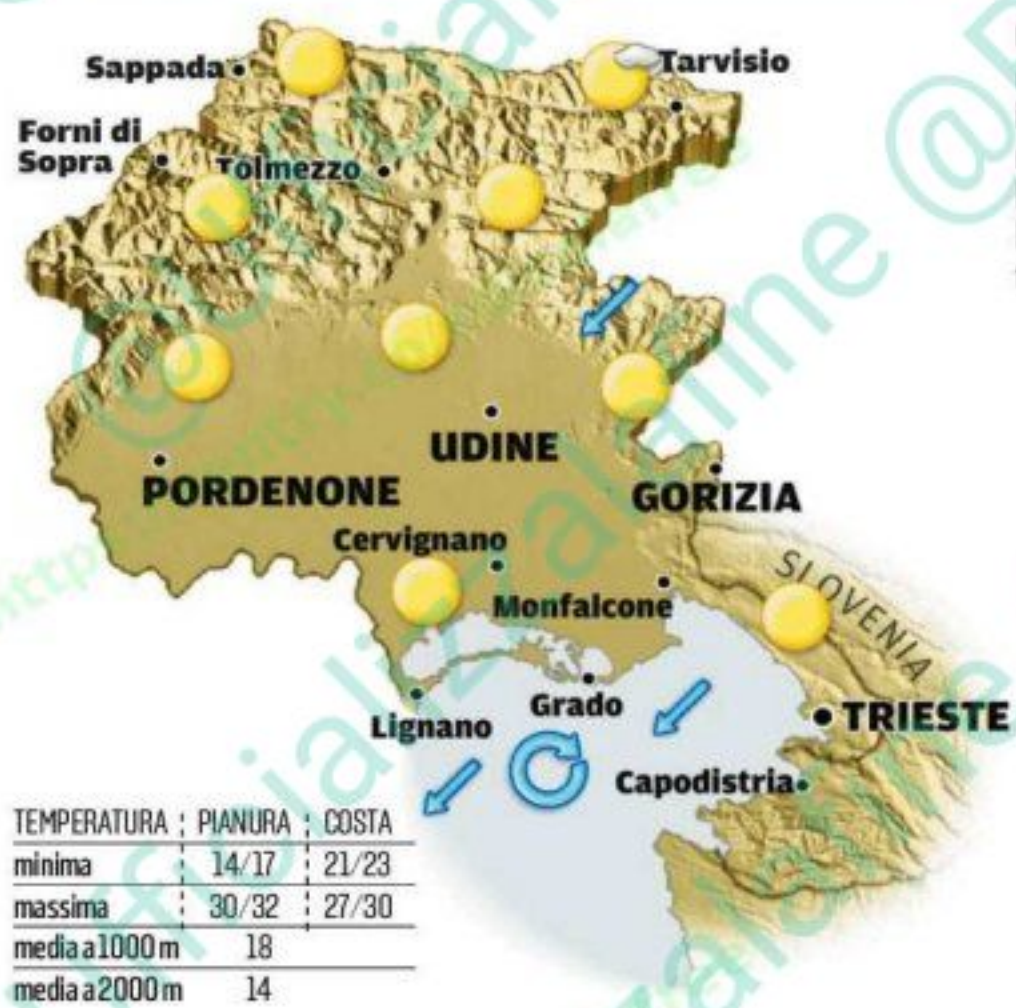 Sappada
Tarvisio
Forni di
Sopra
Tolmezzo
UDINE
PORDENONE
GORIZIA
Cervignano
SLOVENIA
Monfalcone
Grado
Lignano
TRIESTE
Capodistria
TEMPERATURA PIANURA COSTA
minima 14/17 21/23
massima 30/32 27/30
media a 1000 m 18
media a 2000 m 14